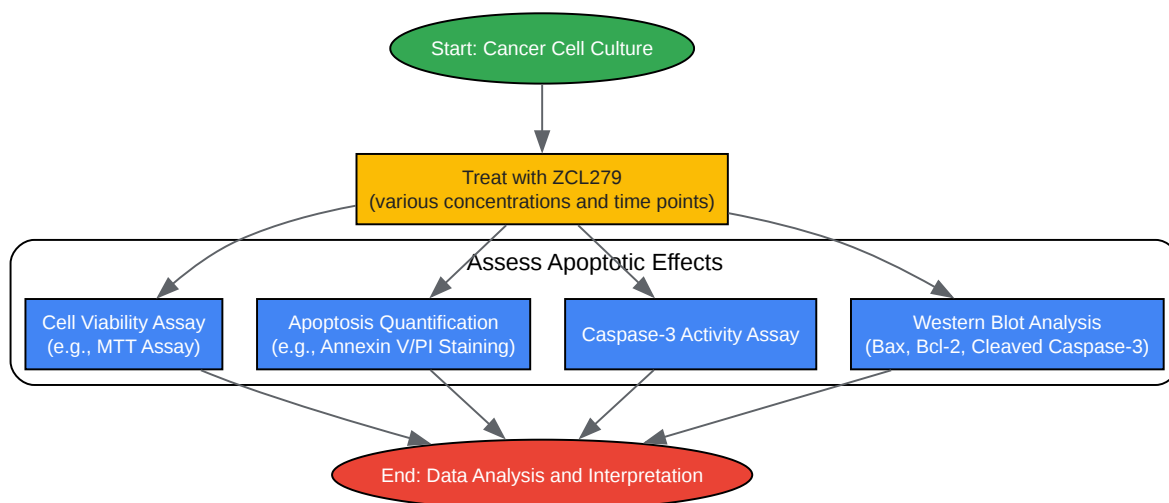 Start: Cancer Cell Culture
Treat with ZCL279
(various concentrations and time points)
Assess Apoptotic Effects
Cell Viability Assay
(e.g., MTT Assay)
Apoptosis Quantification
(e.g., Annexin V/PI Staining)
Caspase-3 Activity Assay
Western Blot Analysis
(Bax, Bcl-2, Cleaved Caspase-3)
End: Data Analysis and Interpretation